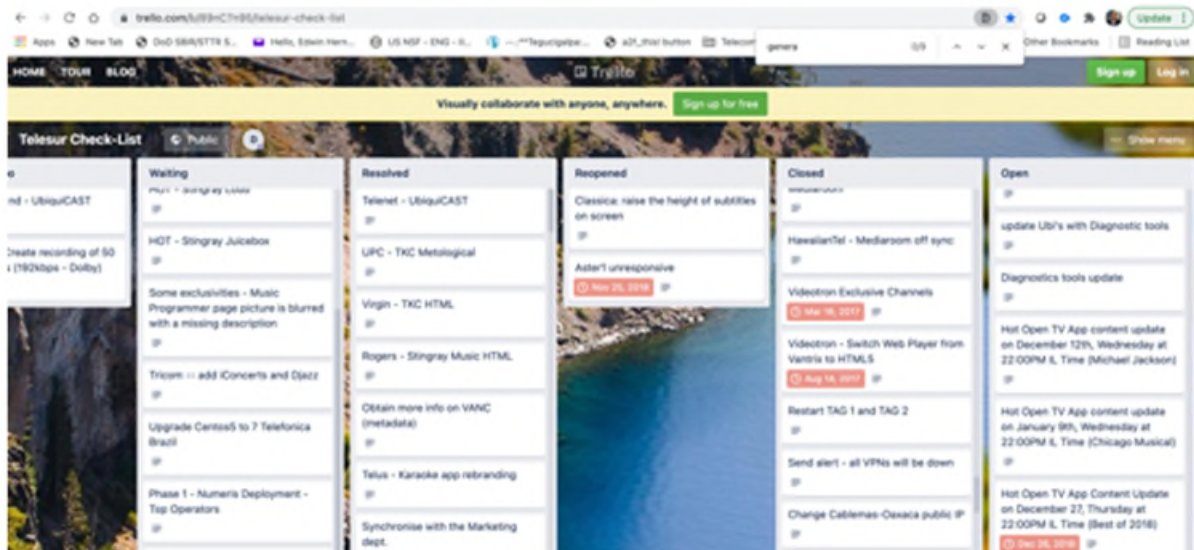 Update
Apps New Tab DoD SBIR/STTR S... Hello, Edwin Hern... US NSF - ENG - II... a2f_this! button Telecom
genera 0/9
Other Bookmarks Reading List
HOME TOUR BLOG
Trello
Sign up Log in
Visually collaborate with anyone, anywhere. Sign up for free
Telesur Check-List
Public
D
Show menu
nd - UbiquiCAST
Create recording of 50
s (192kbps - Dolby)
Waiting
HOT - Stingray Juicebox
Some exclusivities - Music
Programmer page picture is blurred
with a missing description
Tricom :: add iConcerts and Djazz
Upgrade Centos5 to 7 Telefonica
Brazil
Phase 1 - Numeris Deployment -
Top Operators
Resolved
Telenet - UbiquiCAST
UPC - TKC Metological
Virgin - TKC HTML
Rogers - Stingray Music HTML
Obtain more info on VANC
(metadata)
Telus - Karaoke app rebranding
Synchronise with the Marketing
dept.
Reopened
Classica: raise the height of subtitles
on screen
Aster1 unresponsive
Nov 25, 2018
Closed
Mediaroom
HawaiianTel - Mediaroom off sync
Videotron Exclusive Channels
Mar 16, 2017
Videotron - Switch Web Player from
Vantrix to HTML5
Aug 14, 2017
Restart TAG 1 and TAG 2
Send alert - all VPNs will be down
Change Cablemas-Oaxaca public IP
Open
update Ubi's with Diagnostic tools
Diagnostics tools update
Hot Open TV App content update
on December 12th, Wednesday at
22:00PM IL Time (Michael Jackson)
Hot Open TV App content update
on January 9th, Wednesday at
22:00PM IL Time (Chicago Musical)
Hot Open TV App Content Update
on December 27, Thursday at
22:00PM IL Time (Best of 2018)
Dec 26, 2018